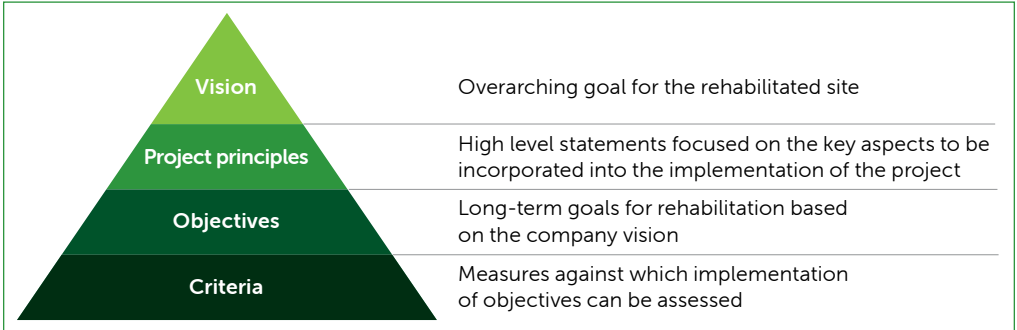 Vision
Overarching goal for the rehabilitated site
Project principles
High level statements focused on the key aspects to be
incorporated into the implementation of the project
Objectives
Long-term goals for rehabilitation based
on the company vision
Criteria
Measures against which implementation
of objectives can be assessed